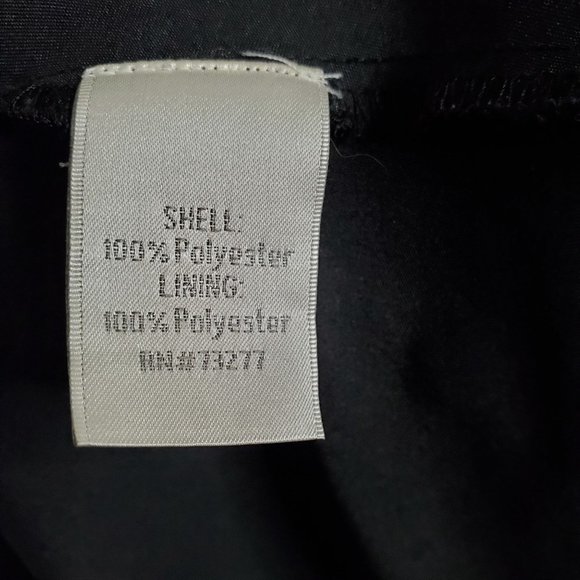 SHELL:
100% Polyester
LINING:
100% Polyester
RN#73277